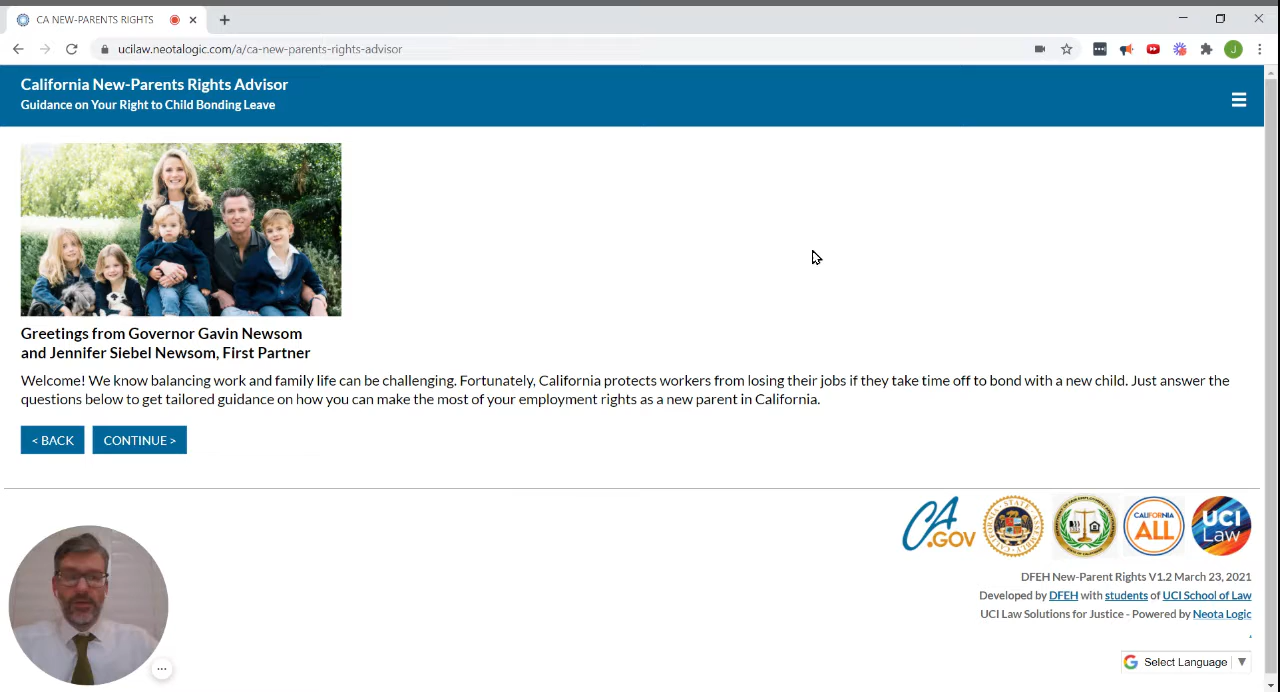 CA NEW-PARENTS RIGHTS
ucilaw.neotalogic.com/a/ca-new-parents-rights-advisor
J
California New-Parents Rights Advisor
Guidance on Your Right to Child Bonding Leave
Greetings from Governor Gavin Newsom
and Jennifer Siebel Newsom, First Partner
Welcome! We know balancing work and family life can be challenging. Fortunately, California protects workers from losing their jobs if they take time off to bond with a new child. Just answer the
questions below to get tailored guidance on how you can make the most of your employment rights as a new parent in California.
< BACK
CONTINUE >
CA
.GOV
CALIFORNIA
ALL
UCI
Law
DFEH New-Parent Rights V1.2 March 23, 2021
Developed by DFEH with students of UCI School of Law
UCI Law Solutions for Justice - Powered by Neota Logic
Select Language